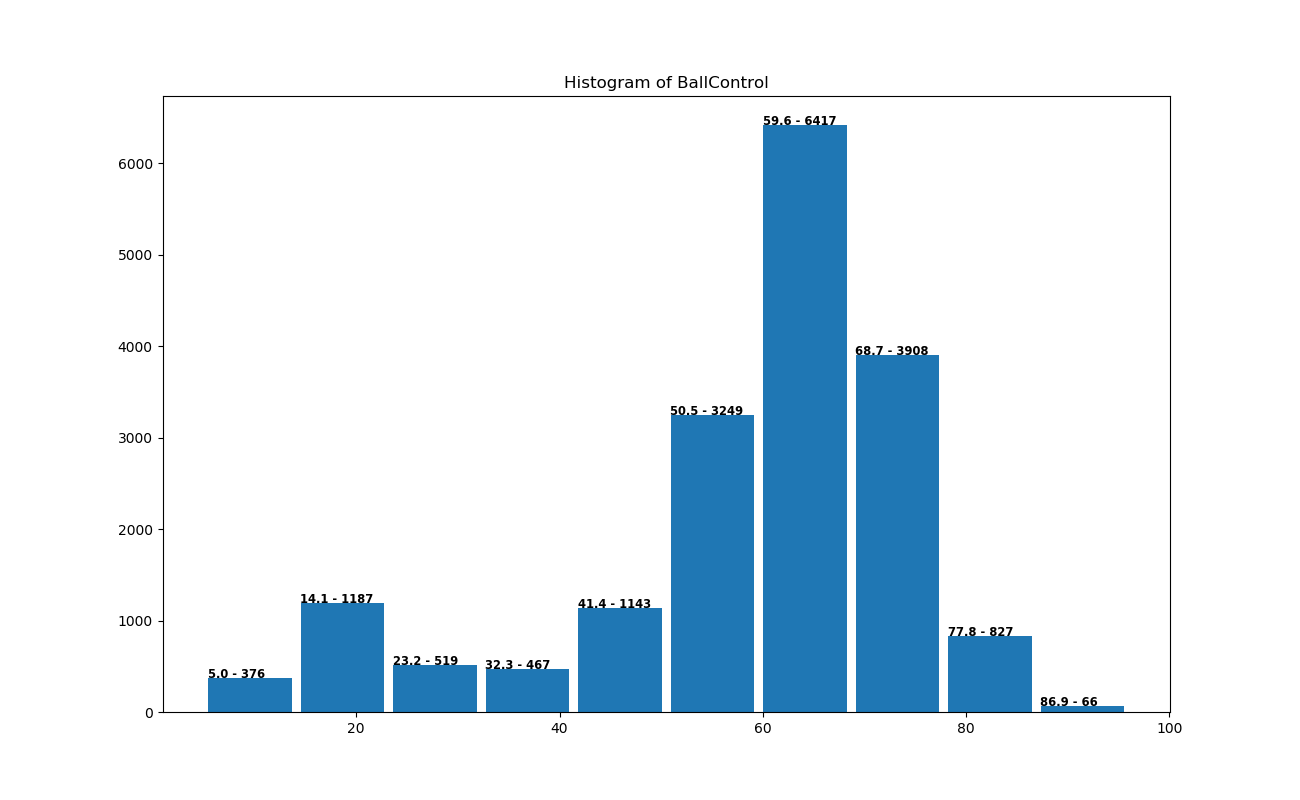 Histogram of BallControl
59.6 - 6417
6000
5000
4000
68.7 - 3908
50.5 - 3249
3000
2000
14.1 - 1187
41.4 - 1143
1000
77.8 - 827
23.2 - 519
32.3 - 467
5.0 - 376
86.9 - 66
0
20 40 60 80 100